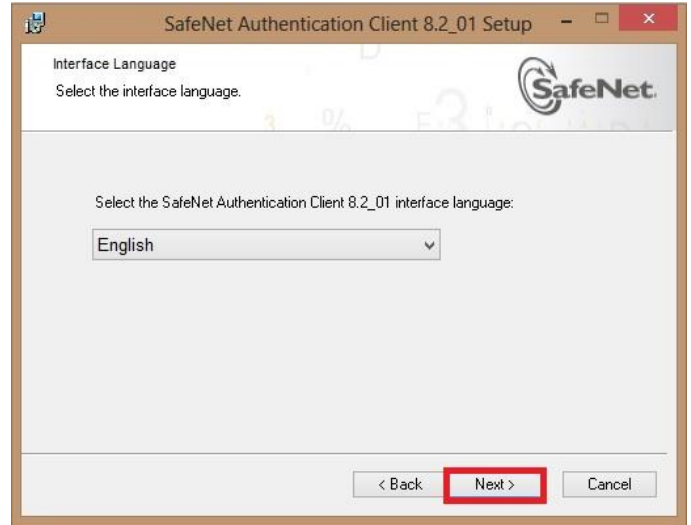 SafeNet Authentication Client 8.2_01 Setup
Interface Language
Select the interface language.
SafeNet.
Select the SafeNet Authentication Client 8.2_01 interface language:
English
< Back
Next >
Cancel